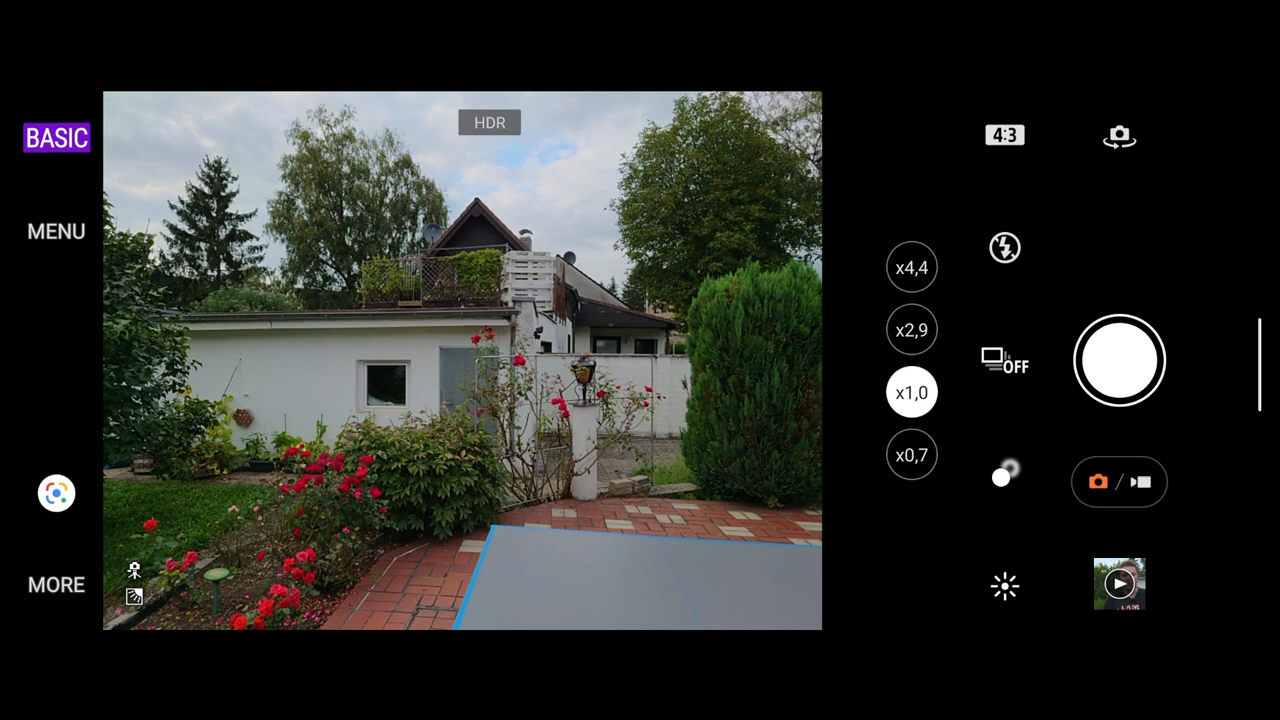 BASIC
MENU
MORE
HDR
x4,4
x2,9
x1,0
x0,7
4:3
OFF